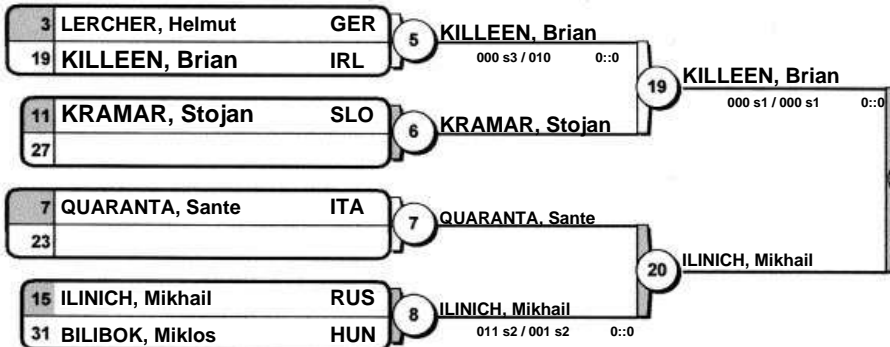 3 LERCHER, Helmut GER
19 KILLEEN, Brian IRL
5
KILLEEN, Brian
000 s3 / 010 0::0
11 KRAMAR, Stojan SLO
27
6
KRAMAR, Stojan
19
KILLEEN, Brian
000 s1 / 000 s1 0::0
7 QUARANTA, Sante ITA
23
7
QUARANTA, Sante
15 ILINICH, Mikhail RUS
31 BILIBOK, Miklos HUN
8
ILINICH, Mikhail
011 s2 / 001 s2 0::0
20
ILINICH, Mikhail